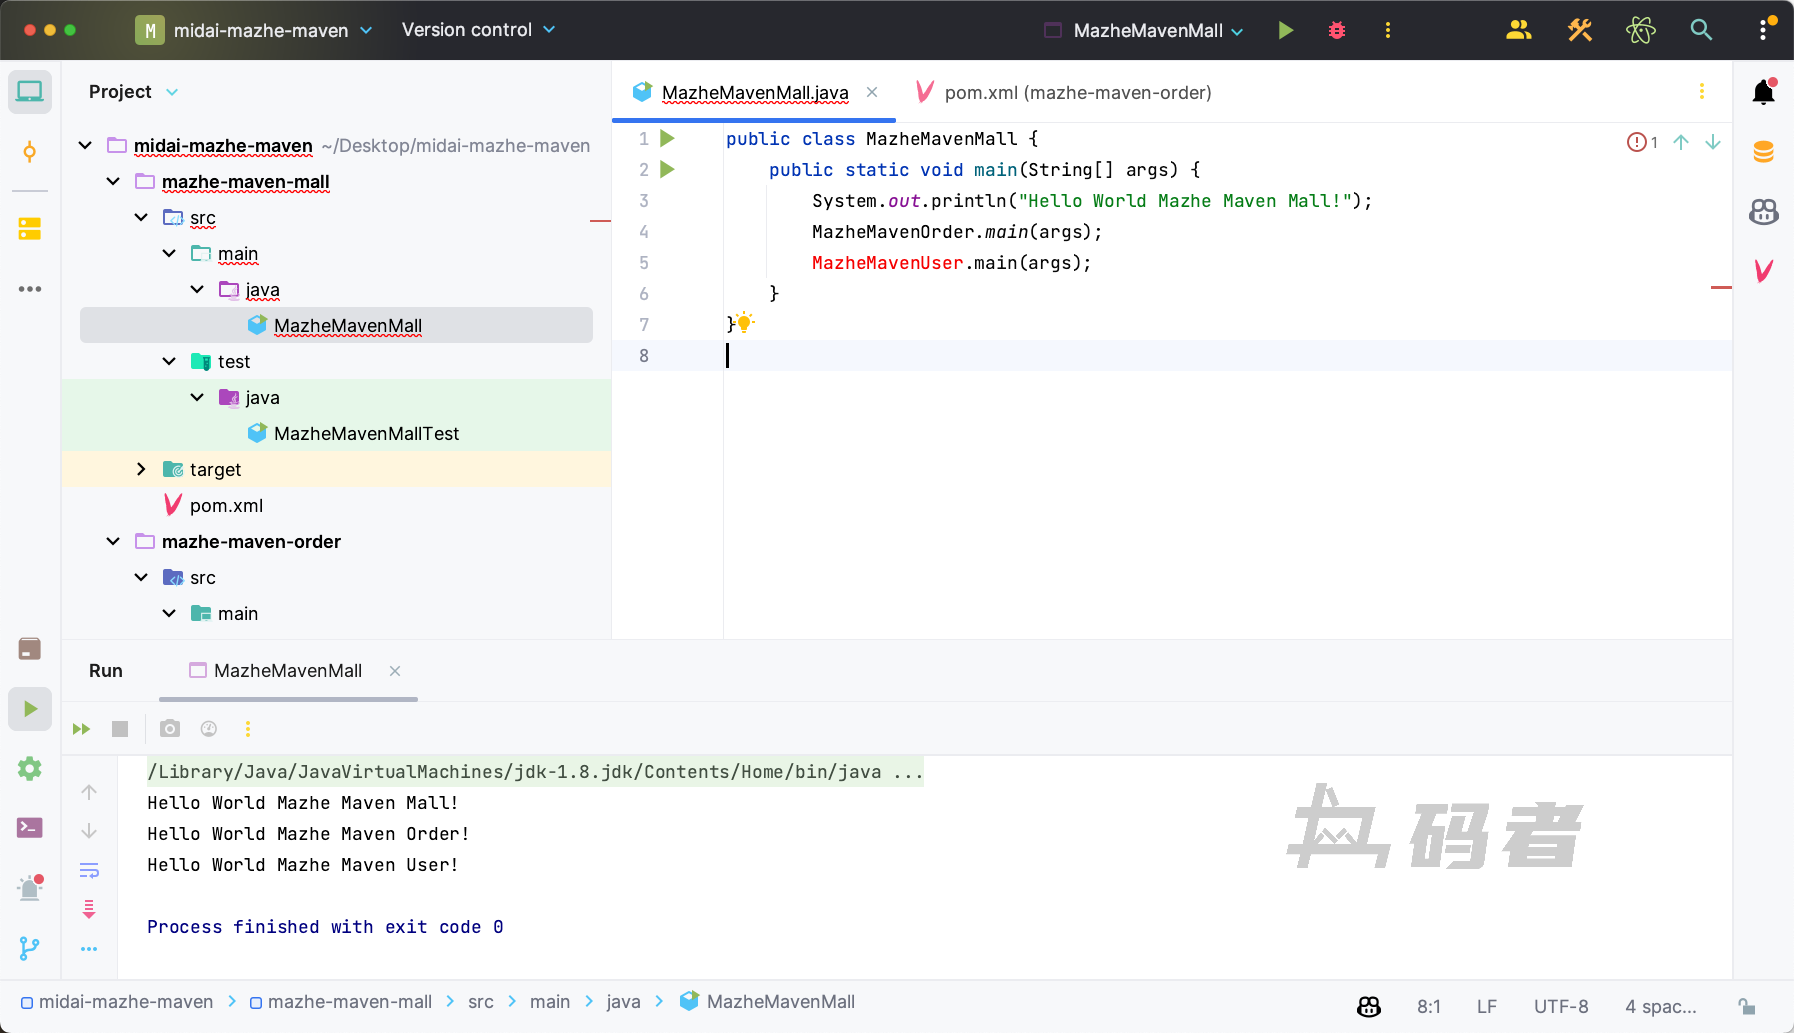 M midai-mazhe-maven Version control MazheMavenMall
Project
midai-mazhe-maven ~/Desktop/midai-mazhe-maven
mazhe-maven-mall
src
main
java
MazheMavenMall
test
java
MazheMavenMallTest
target
pom.xml
mazhe-maven-order
src
main
MazheMavenMall.java pom.xml (mazhe-maven-order)
1 public class MazheMavenMall {
2 public static void main(String[] args) {
3 System.out.println("Hello World Mazhe Maven Mall!");
4 MazheMavenOrder.main(args);
5 MazheMavenUser.main(args);
6 }
7 }
8
1
Run MazheMavenMall
/Library/Java/JavaVirtualMachines/jdk-1.8.jdk/Contents/Home/bin/java ...
Hello World Mazhe Maven Mall!
Hello World Mazhe Maven Order!
Hello World Mazhe Maven User!
Process finished with exit code 0
码者
midai-mazhe-maven mazhe-maven-mall src main java MazheMavenMall 8:1 LF UTF-8 4 spac...